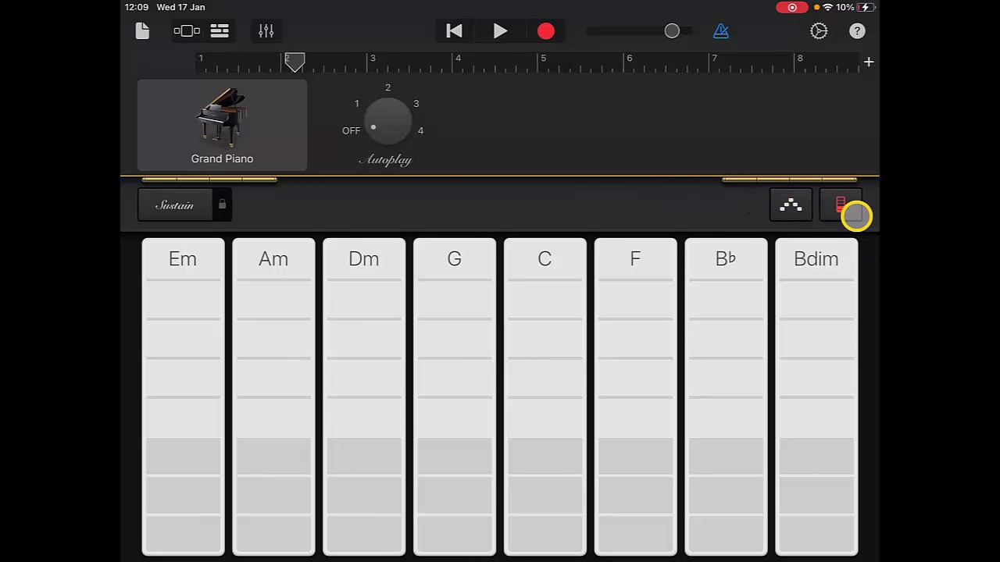 12:09 Wed 17 Jan 10%
?
1 2 3 4 5 6 7 8 +
2
1 3
OFF 4
Grand Piano Autoplay
Sustain
Em Am Dm G C F B♭ Bdim